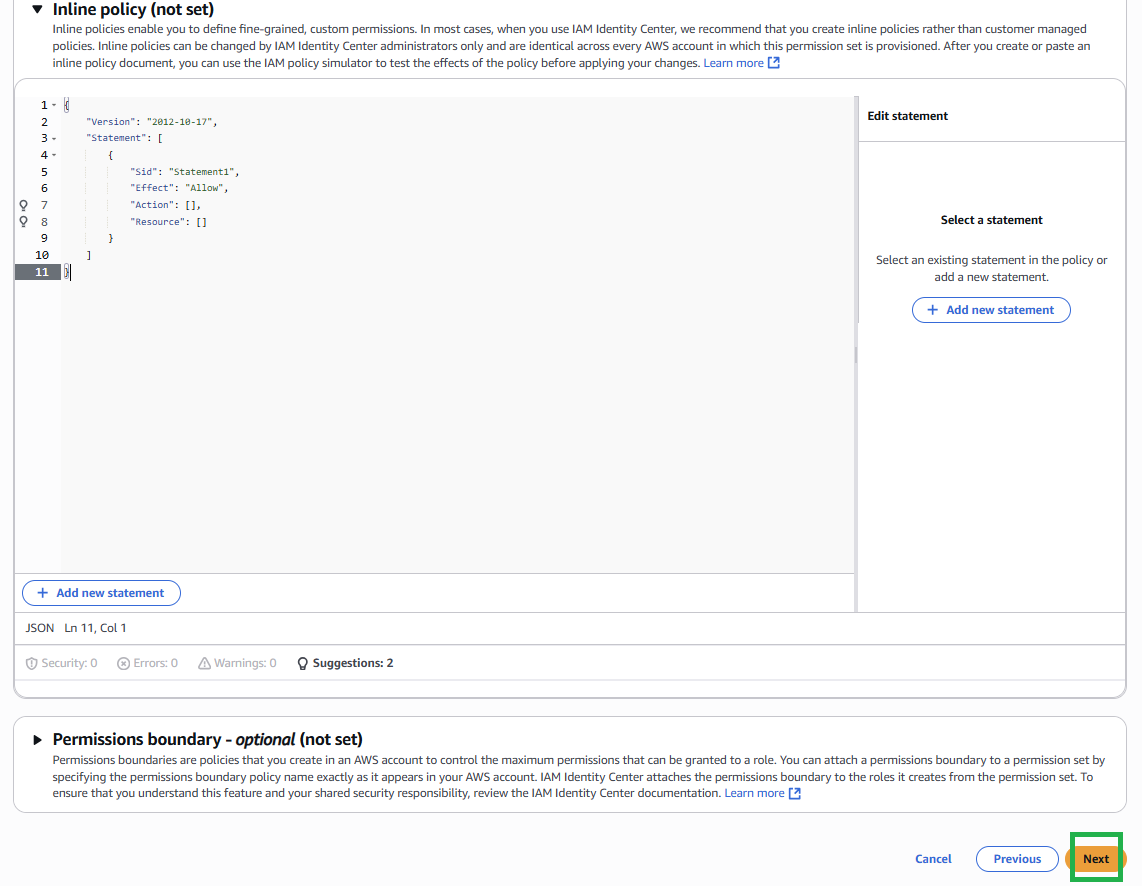 Inline policy (not set)
Inline policies enable you to define fine-grained, custom permissions. In most cases, when you use IAM Identity Center, we recommend that you create inline policies rather than customer managed
policies. Inline policies can be changed by IAM Identity Center administrators only and are identical across every AWS account in which this permission set is provisioned. After you create or paste an
inline policy document, you can use the IAM policy simulator to test the effects of the policy before applying your changes. Learn more
1 {
2 "Version": "2012-10-17",
3 "Statement": [
4 {
5 "Sid": "Statement1",
6 "Effect": "Allow",
7 "Action": [],
8 "Resource": []
9 }
10 ]
11 }
Edit statement
Select a statement
Select an existing statement in the policy or
add a new statement.
+ Add new statement
+ Add new statement
JSON Ln 11, Col 1
Security: 0 Errors: 0 Warnings: 0 Suggestions: 2
Permissions boundary - optional (not set)
Permissions boundaries are policies that you create in an AWS account to control the maximum permissions that can be granted to a role. You can attach a permissions boundary to a permission set by
specifying the permissions boundary policy name exactly as it appears in your AWS account. IAM Identity Center attaches the permissions boundary to the roles it creates from the permission set. To
ensure that you understand this feature and your shared security responsibility, review the IAM Identity Center documentation. Learn more
Cancel Previous Next